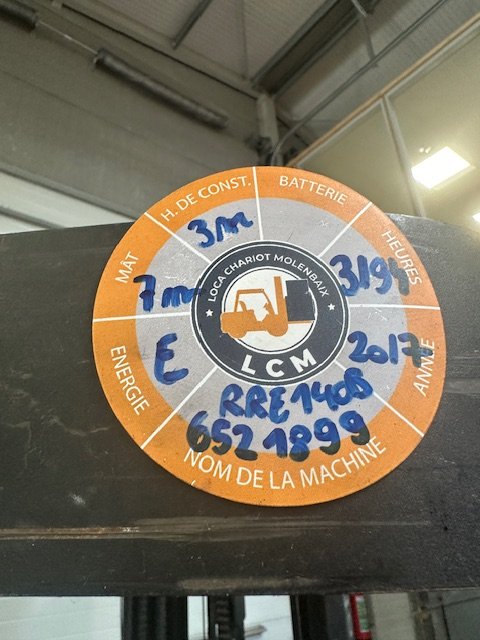 H. DE CONST.
3m
BATTERIE
HEURES
3194
ANNÉE
2017
MÂT
7m
ENERGIE
E
LOCA CHARIOT MOLENBAIX
LCM
RRE140B
6521899
NOM DE LA MACHINE